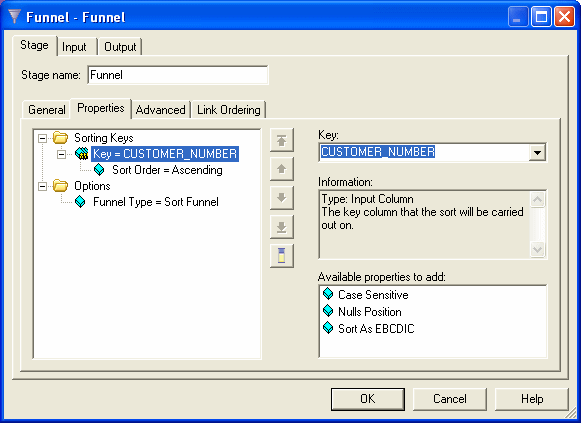 Funnel - Funnel
Stage Input Output
Stage name: Funnel
General Properties Advanced Link Ordering
Sorting Keys
Key = CUSTOMER_NUMBER
Sort Order = Ascending
Options
Funnel Type = Sort Funnel
Key:
CUSTOMER_NUMBER
Information:
Type: Input Column
The key column that the sort will be carried
out on.
Available properties to add:
Case Sensitive
Nulls Position
Sort As EBCDIC
OK Cancel Help